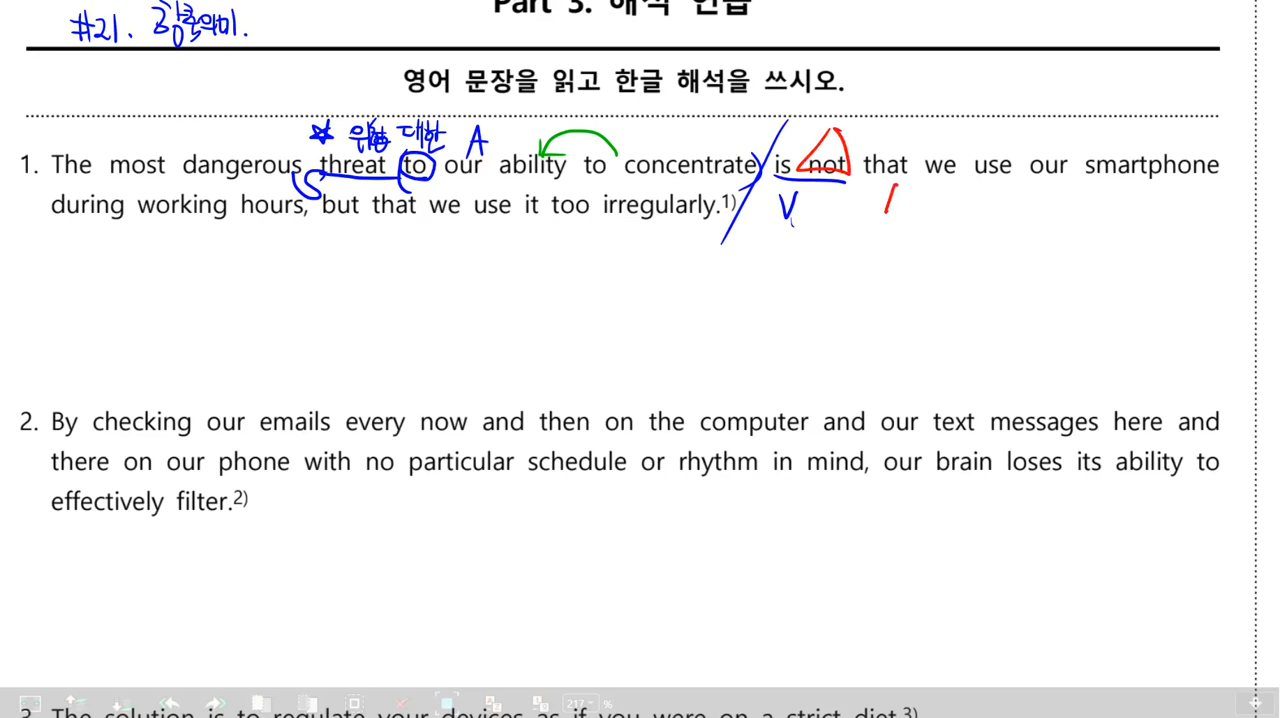 Part 3. 해석 연습
#21. 함축의미.
영어 문장을 읽고 한글 해석을 쓰시오.
위협 대한 A
1. The most dangerous threat to our ability to concentrate is not that we use our smartphone
S V
during working hours, but that we use it too irregularly.1)
2. By checking our emails every now and then on the computer and our text messages here and
there on our phone with no particular schedule or rhythm in mind, our brain loses its ability to
effectively filter.2)
217 %
3. The solution is to regulate your devices as if you were on a strict diet.3)